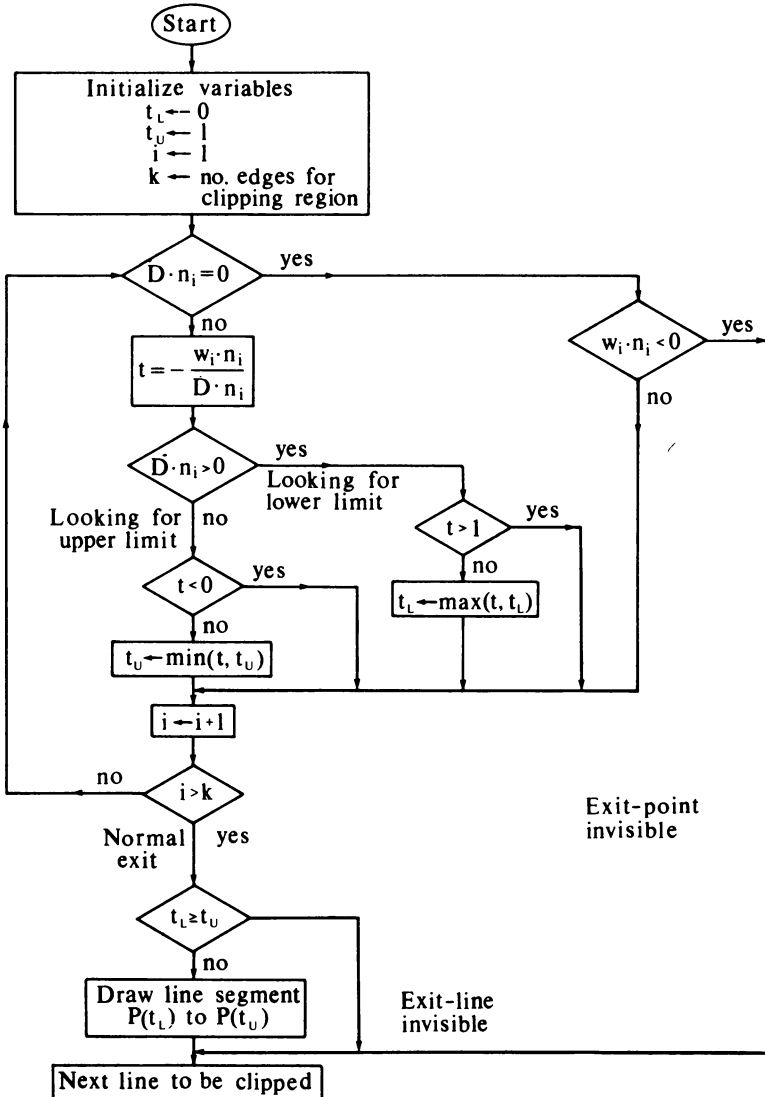 Start
Initialize variables
t_L ← 0
t_U ← 1
i ← 1
k ← no. edges for
clipping region
D · n_i = 0
yes
no
w_i · n_i < 0
yes
no
t = − w_i · n_i / D · n_i
D · n_i > 0
yes
Looking for
lower limit
Looking for
upper limit
no
t > 1
yes
no
t_L ← max(t, t_L)
t < 0
yes
no
t_U ← min(t, t_U)
i ← i + 1
no
i > k
Normal
exit
yes
Exit-point
invisible
t_L ≥ t_U
no
Draw line segment
P(t_L) to P(t_U)
Exit-line
invisible
Next line to be clipped